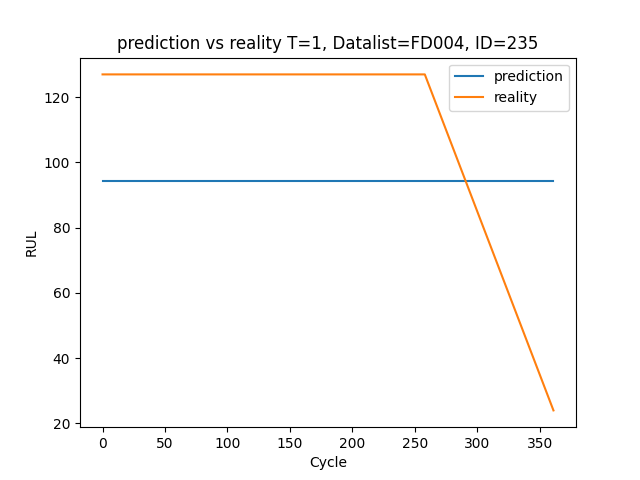 prediction vs reality T=1, Datalist=FD004, ID=235
prediction
reality
120
100
80
60
40
20
RUL
0 50 100 150 200 250 300 350
Cycle